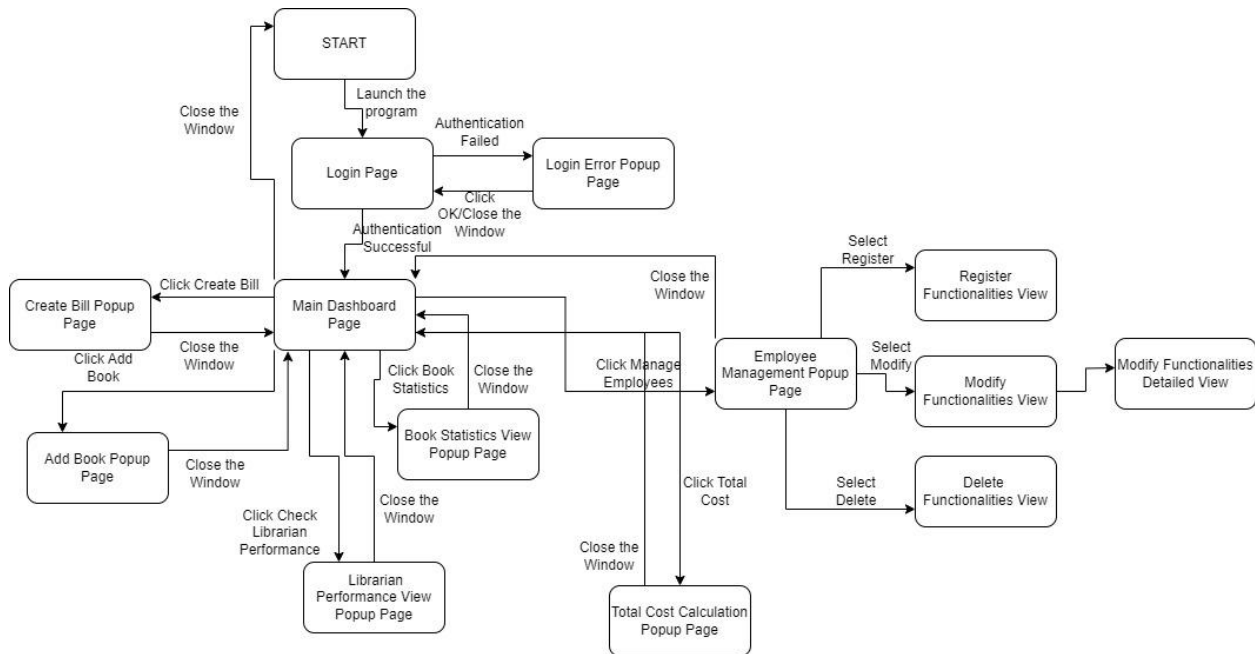 START
Launch the
program
Close the
Window
Authentication
Failed
Login Page
Login Error Popup
Page
Click
OK/Close the
Window
Authentication
Successful
Select
Register
Register
Functionalities View
Close the
Window
Click Create Bill
Create Bill Popup
Page
Main Dashboard
Page
Click Add
Book
Close the
Window
Click Book
Statistics
Close the
Window
Click Manage
Employees
Employee
Management Popup
Page
Select
Modify
Modify
Functionalities View
Modify Functionalities
Detailed View
Add Book Popup
Page
Close the
Window
Book Statistics View
Popup Page
Close the
Window
Click Total
Cost
Select
Delete
Delete
Functionalities View
Click Check
Librarian
Performance
Close the
Window
Librarian
Performance View
Popup Page
Total Cost Calculation
Popup Page